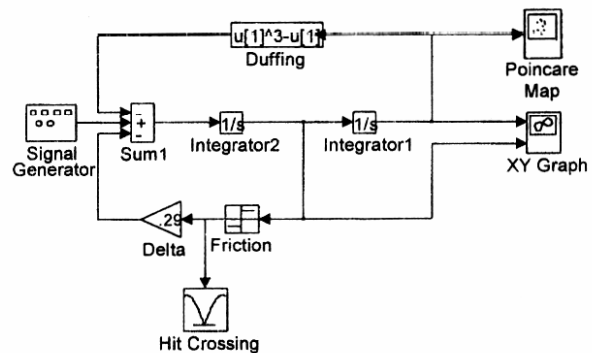 u[1]^3-u[1]
Duffing
Poincare
Map
Signal
Generator
-
+
-
Sum1
1/s
Integrator2
1/s
Integrator1
XY Graph
.29
Delta
Friction
Hit Crossing